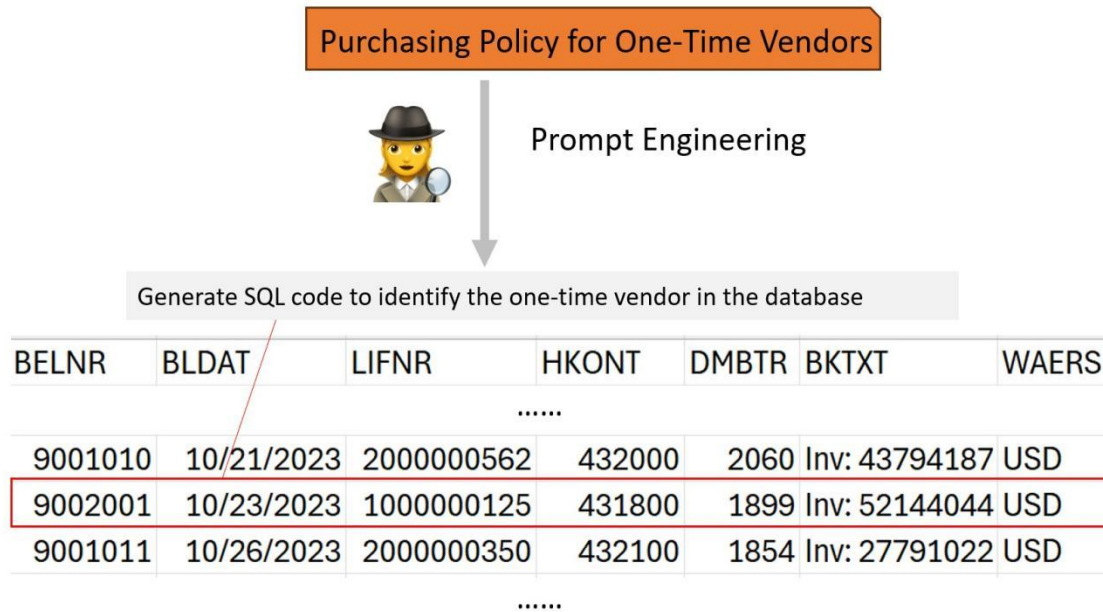 Purchasing Policy for One-Time Vendors
Prompt Engineering
Generate SQL code to identify the one-time vendor in the database
BELNR BLDAT LIFNR HKONT DMBTR BKTXT WAERS
......
9001010 10/21/2023 2000000562 432000 2060 Inv: 43794187 USD
9002001 10/23/2023 1000000125 431800 1899 Inv: 52144044 USD
9001011 10/26/2023 2000000350 432100 1854 Inv: 27791022 USD
......